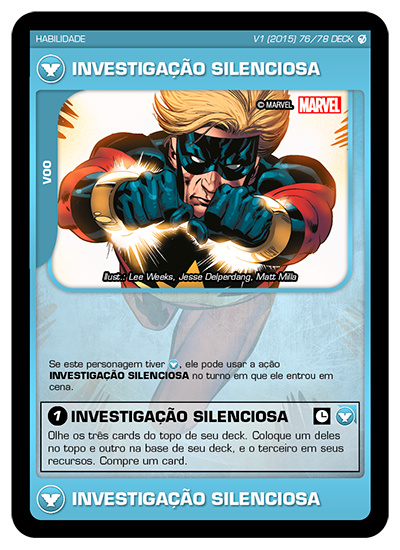 HABILIDADE
V1 (2015) 76/78 DECK
INVESTIGAÇÃO SILENCIOSA
© MARVEL MARVEL
VOO
Ilust.: Lee Weeks, Jesse Delperdang, Matt Milla
Se este personagem tiver , ele pode usar a ação
INVESTIGAÇÃO SILENCIOSA no turno em que ele entrou em
cena.
1 INVESTIGAÇÃO SILENCIOSA
Olhe os três cards do topo de seu deck. Coloque um deles
no topo e outro na base de seu deck, e o terceiro em seus
recursos. Compre um card.
INVESTIGAÇÃO SILENCIOSA